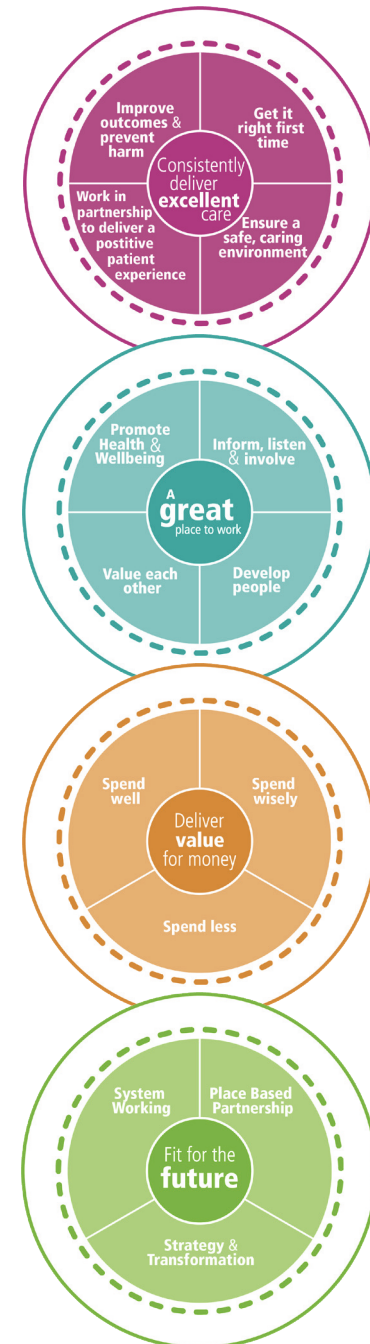 Improve
outcomes &
prevent
harm
Get it
right first
time
Consistently
deliver
excellent
care
Work in
partnership
to deliver a
postitive
patient
experience
Ensure a
safe, caring
environment
Promote
Health &
Wellbeing
Inform, listen
& involve
A
great
place to work
Value each
other
Develop
people
Spend
well
Spend
wisely
Deliver
value
for money
Spend less
System
Working
Place Based
Partnership
Fit for the
future
Strategy &
Transformation